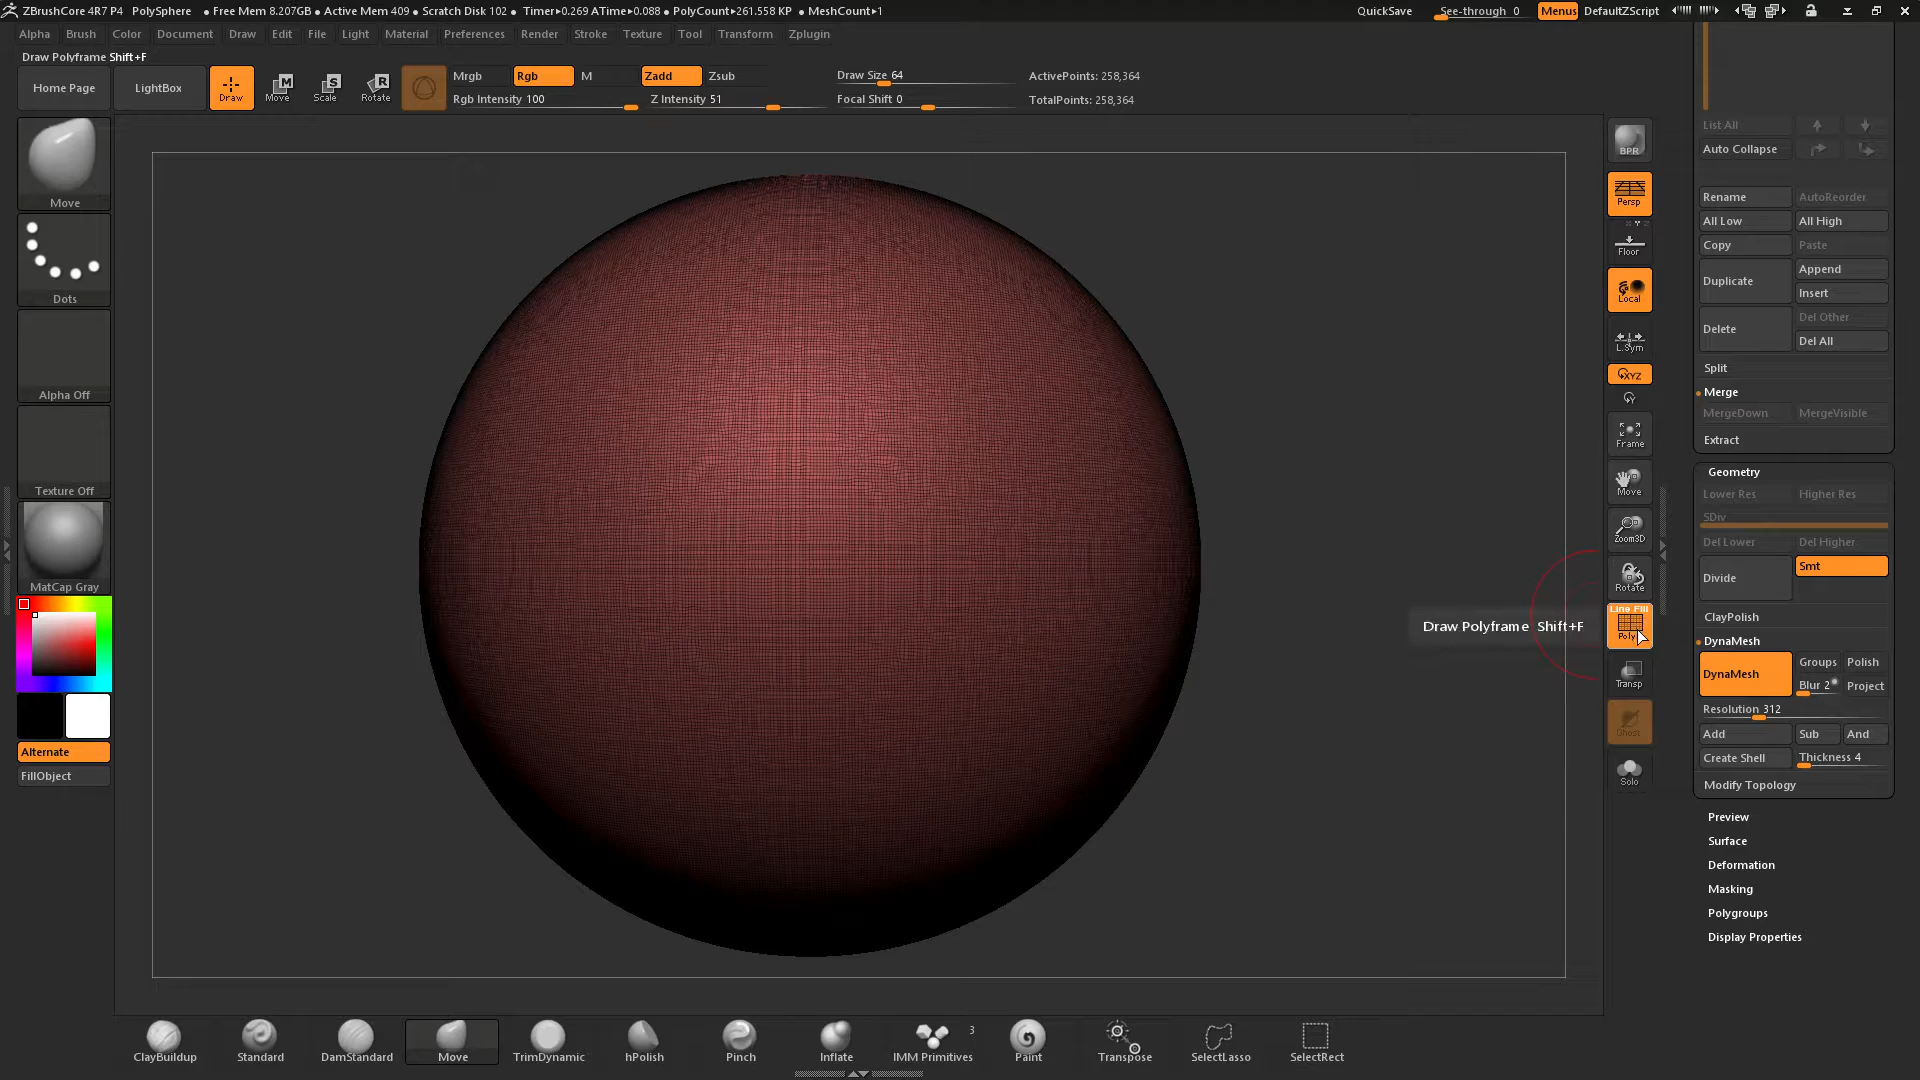 ZBrushCore 4R7 P4 PolySphere • Free Mem 8.207GB • Active Mem 409 • Scratch Disk 102 • Timer▸0.269 ATime▸0.088 • PolyCount▸261.558 KP • MeshCount▸1 QuickSave See-through 0 Menus DefaultZScript
Alpha Brush Color Document Draw Edit File Light Material Preferences Render Stroke Texture Tool Transform Zplugin
Draw Polyframe Shift+F
Home Page LightBox Draw Move Scale Rotate
Mrgb Rgb M Zadd Zsub
Rgb Intensity 100 Z Intensity 51
Draw Size 64
Focal Shift 0
ActivePoints: 258,364
TotalPoints: 258,364
Move
Dots
Alpha Off
Texture Off
MatCap Gray
Alternate
FillObject
BPR
Persp
Floor
Local
L.Sym
XYZ
Y
Frame
Move
Zoom3D
Rotate
Line Fill
Poly
Draw Polyframe Shift+F
Transp
Ghost
Solo
List All
Auto Collapse
Rename AutoReorder
All Low All High
Copy Paste
Duplicate Append
Insert
Delete Del Other
Del All
Split
Merge
MergeDown MergeVisible
Extract
Geometry
Lower Res Higher Res
SDiv
Del Lower Del Higher
Divide Smt
ClayPolish
DynaMesh
DynaMesh Groups Polish
Blur 2 Project
Resolution 312
Add Sub And
Create Shell Thickness 4
Modify Topology
Preview
Surface
Deformation
Masking
Polygroups
Display Properties
ClayBuildup Standard DamStandard Move TrimDynamic hPolish Pinch Inflate IMM Primitives 3 Paint Transpose SelectLasso SelectRect